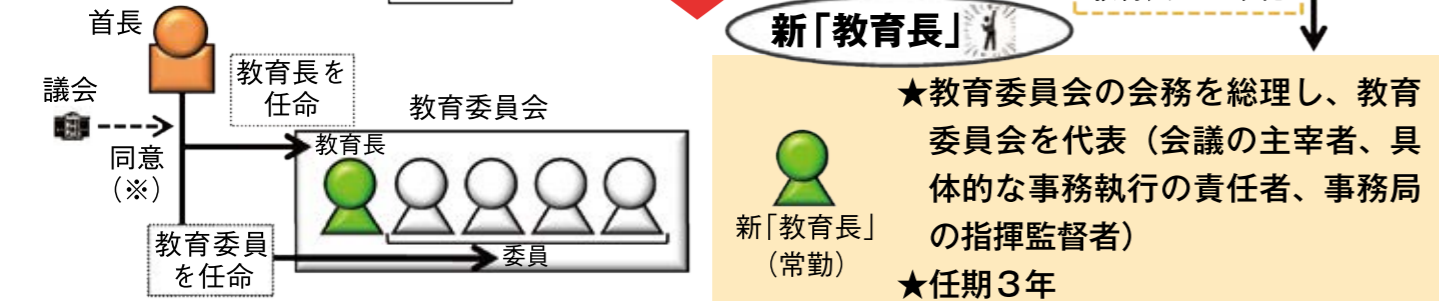 首長
議会
同意
(※)
教育長を
任命
教育委員会
教育長
委員
教育委員
を任命
新「教育長」
新「教育長」
(常勤)
★教育委員会の会務を総理し、教育
委員会を代表(会議の主宰者、具
体的な事務執行の責任者、事務局
の指揮監督者)
★任期3年